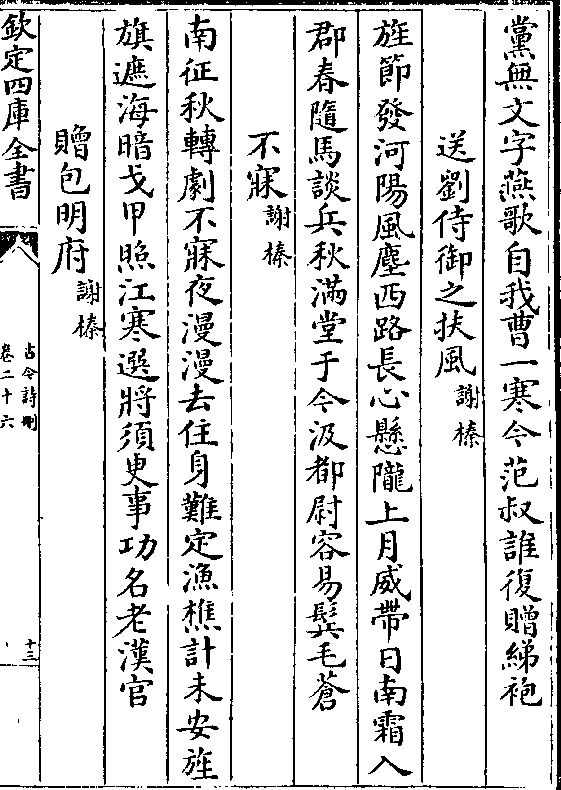 黨無文字燕歌自我曹一寒今范叔誰復贈綈袍
送劉侍御之扶風 謝榛
旌節發河陽風塵西路長心懸隴上月威帶日南霜入
郡春隨馬談兵秋滿堂于今汲都尉容易鬂毛蒼
不寐 謝榛
南征秋轉劇不寐夜漫漫去住身難定漁樵計未安旌
旗遮海暗戈甲照江寒選將須吏事功名老漢官
贈包明府 謝榛
欽定四庫全書
古今詩刪
卷二十六
十三